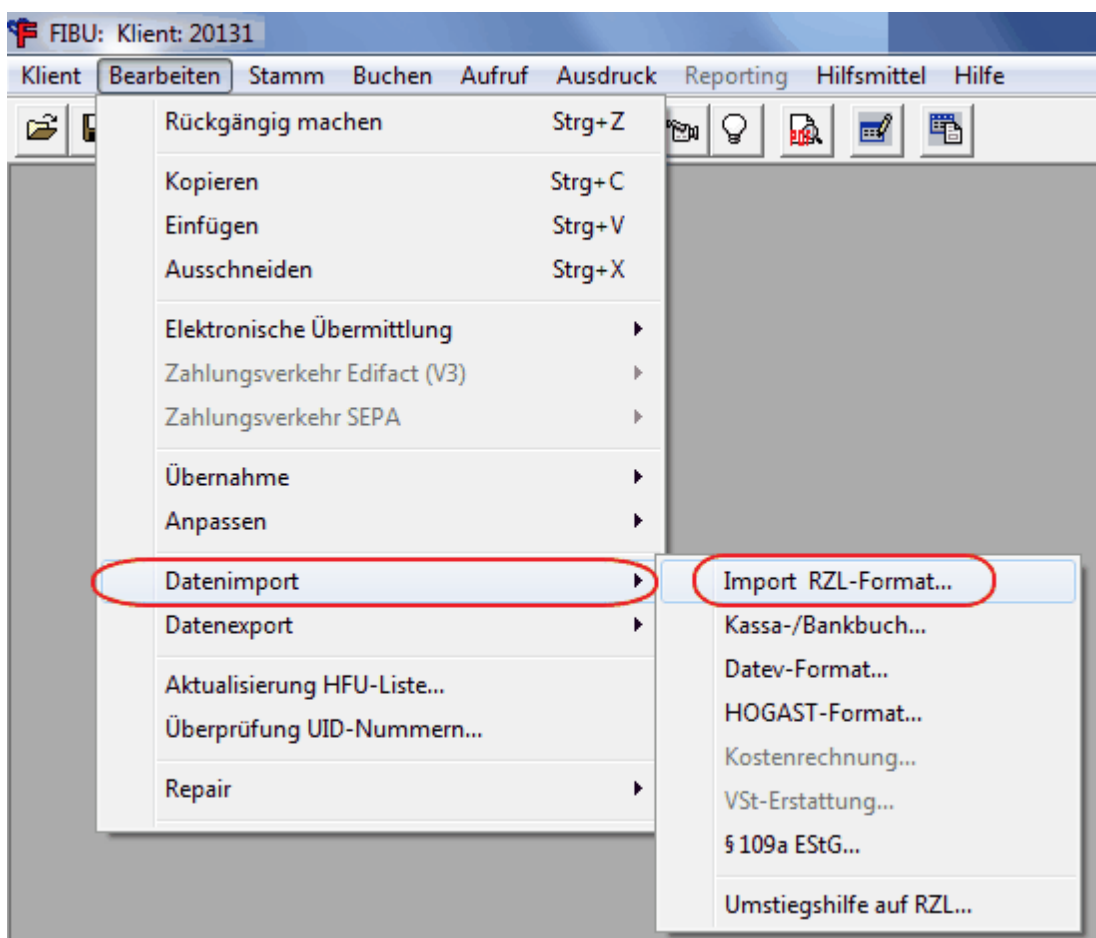 FIBU: Klient: 20131
Klient Bearbeiten Stamm Buchen Aufruf Ausdruck Reporting Hilfsmittel Hilfe
Rückgängig machen Strg+Z
Kopieren Strg+C
Einfügen Strg+V
Ausschneiden Strg+X
Elektronische Übermittlung
Zahlungsverkehr Edifact (V3)
Zahlungsverkehr SEPA
Übernahme
Anpassen
Datenimport
Datenexport
Aktualisierung HFU-Liste...
Überprüfung UID-Nummern...
Repair
Import RZL-Format...
Kassa-/Bankbuch...
Datev-Format...
HOGAST-Format...
Kostenrechnung...
VSt-Erstattung...
§ 109a EStG...
Umstiegshilfe auf RZL...